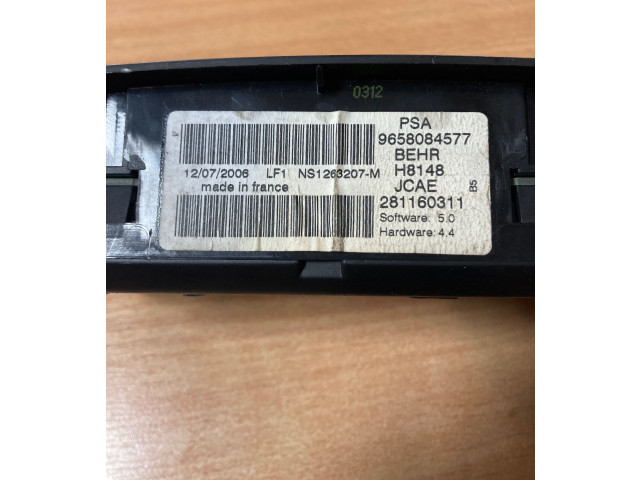 0312
PSA
9658084577
BEHR
H8148
JCAE
281160311
B5
Software: 5.0
Hardware: 4.4
12/07/2006 LF1 NS1263207-M
made in france